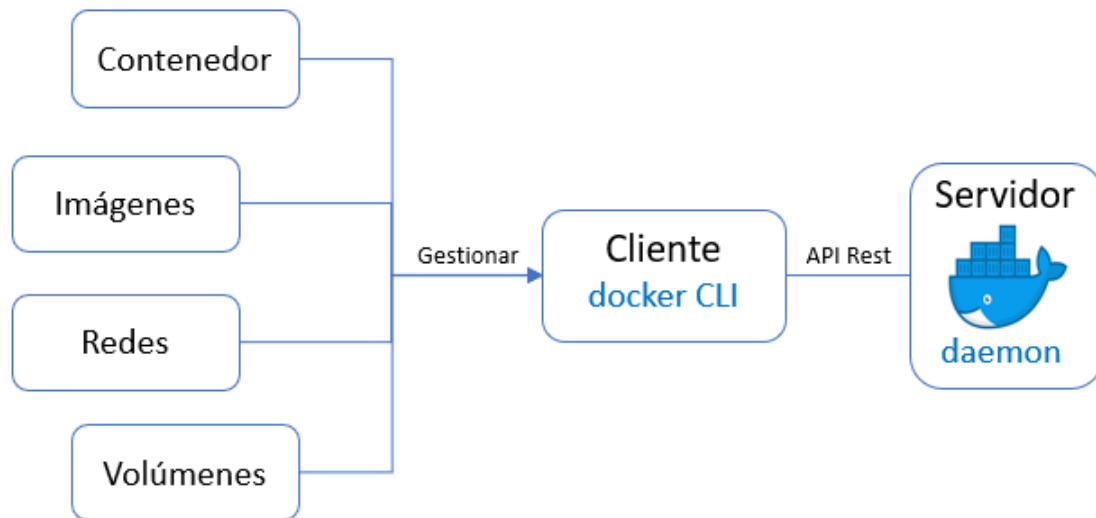 Contenedor
Imágenes
Redes
Volúmenes
Gestionar
Cliente
docker CLI
API Rest
Servidor
daemon